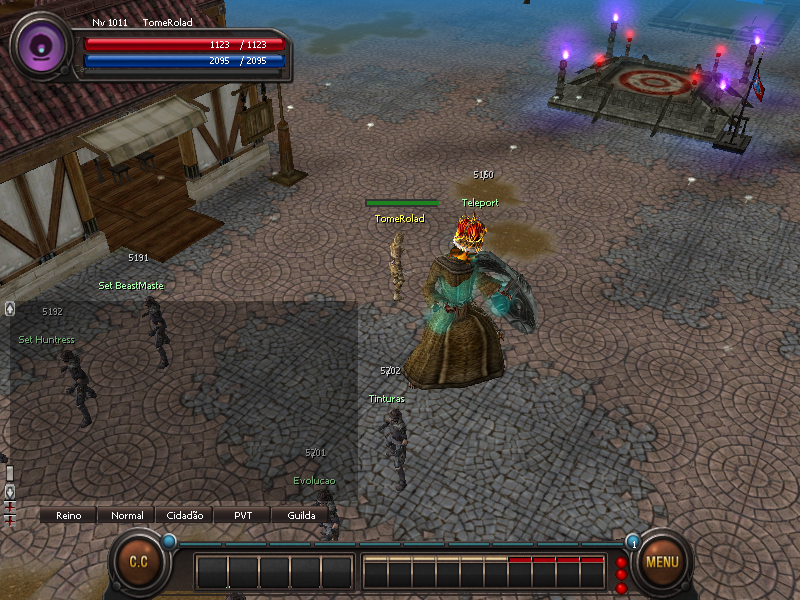 Nv 1011 TomeRolad
1123 / 1123
2095 / 2095
5160
Teleport
TomeRolad
5191
Set BeastMaste
5192
Set Huntress
5202
Tinturas
5201
Evolucao
Reino Normal Cidadão PVT Guilda
1
C.C MENU